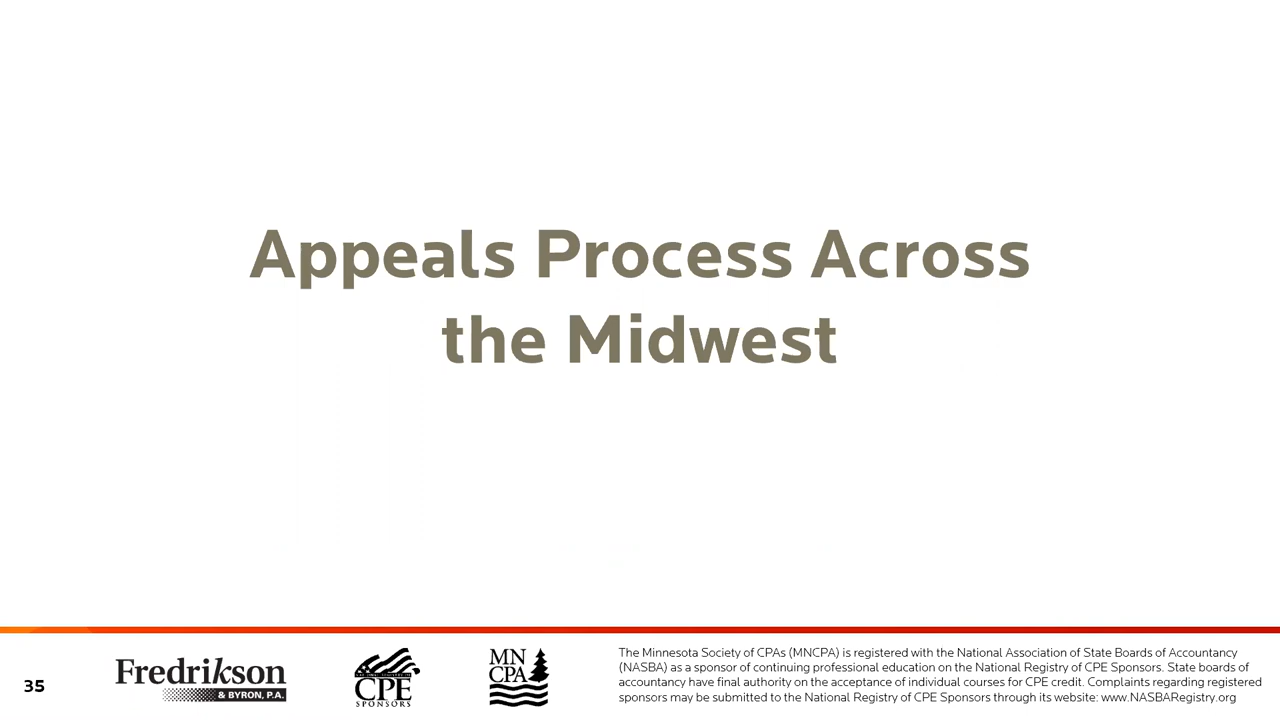 Appeals Process Across
the Midwest
35
Fredrikson
& BYRON, P.A.
CPE
SPONSORS
MN
CPA
The Minnesota Society of CPAs (MNCPA) is registered with the National Association of State Boards of Accountancy
(NASBA) as a sponsor of continuing professional education on the National Registry of CPE Sponsors. State boards of
accountancy have final authority on the acceptance of individual courses for CPE credit. Complaints regarding registered
sponsors may be submitted to the National Registry of CPE Sponsors through its website: www.NASBARegistry.org